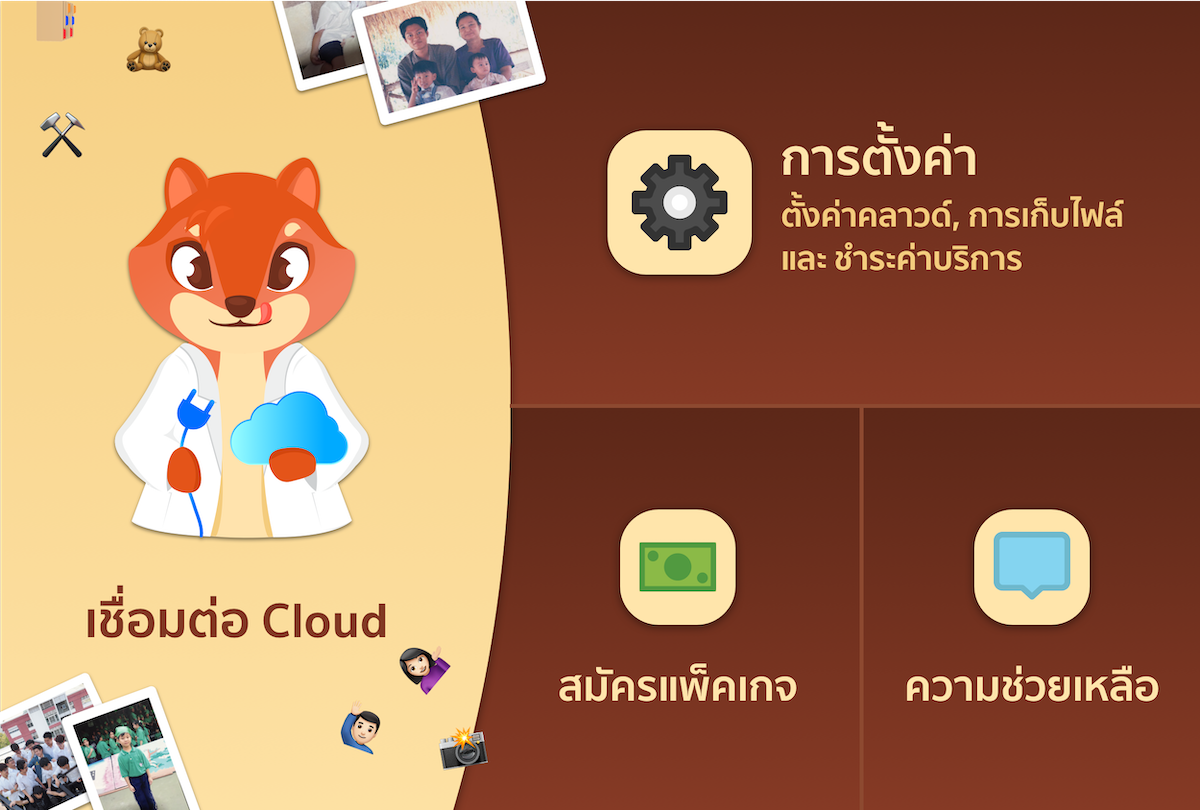 เชื่อมต่อ Cloud
การตั้งค่า
ตั้งค่าคลาวด์, การเก็บไฟล์
และ ชำระค่าบริการ
สมัครแพ็คเกจ
ความช่วยเหลือ